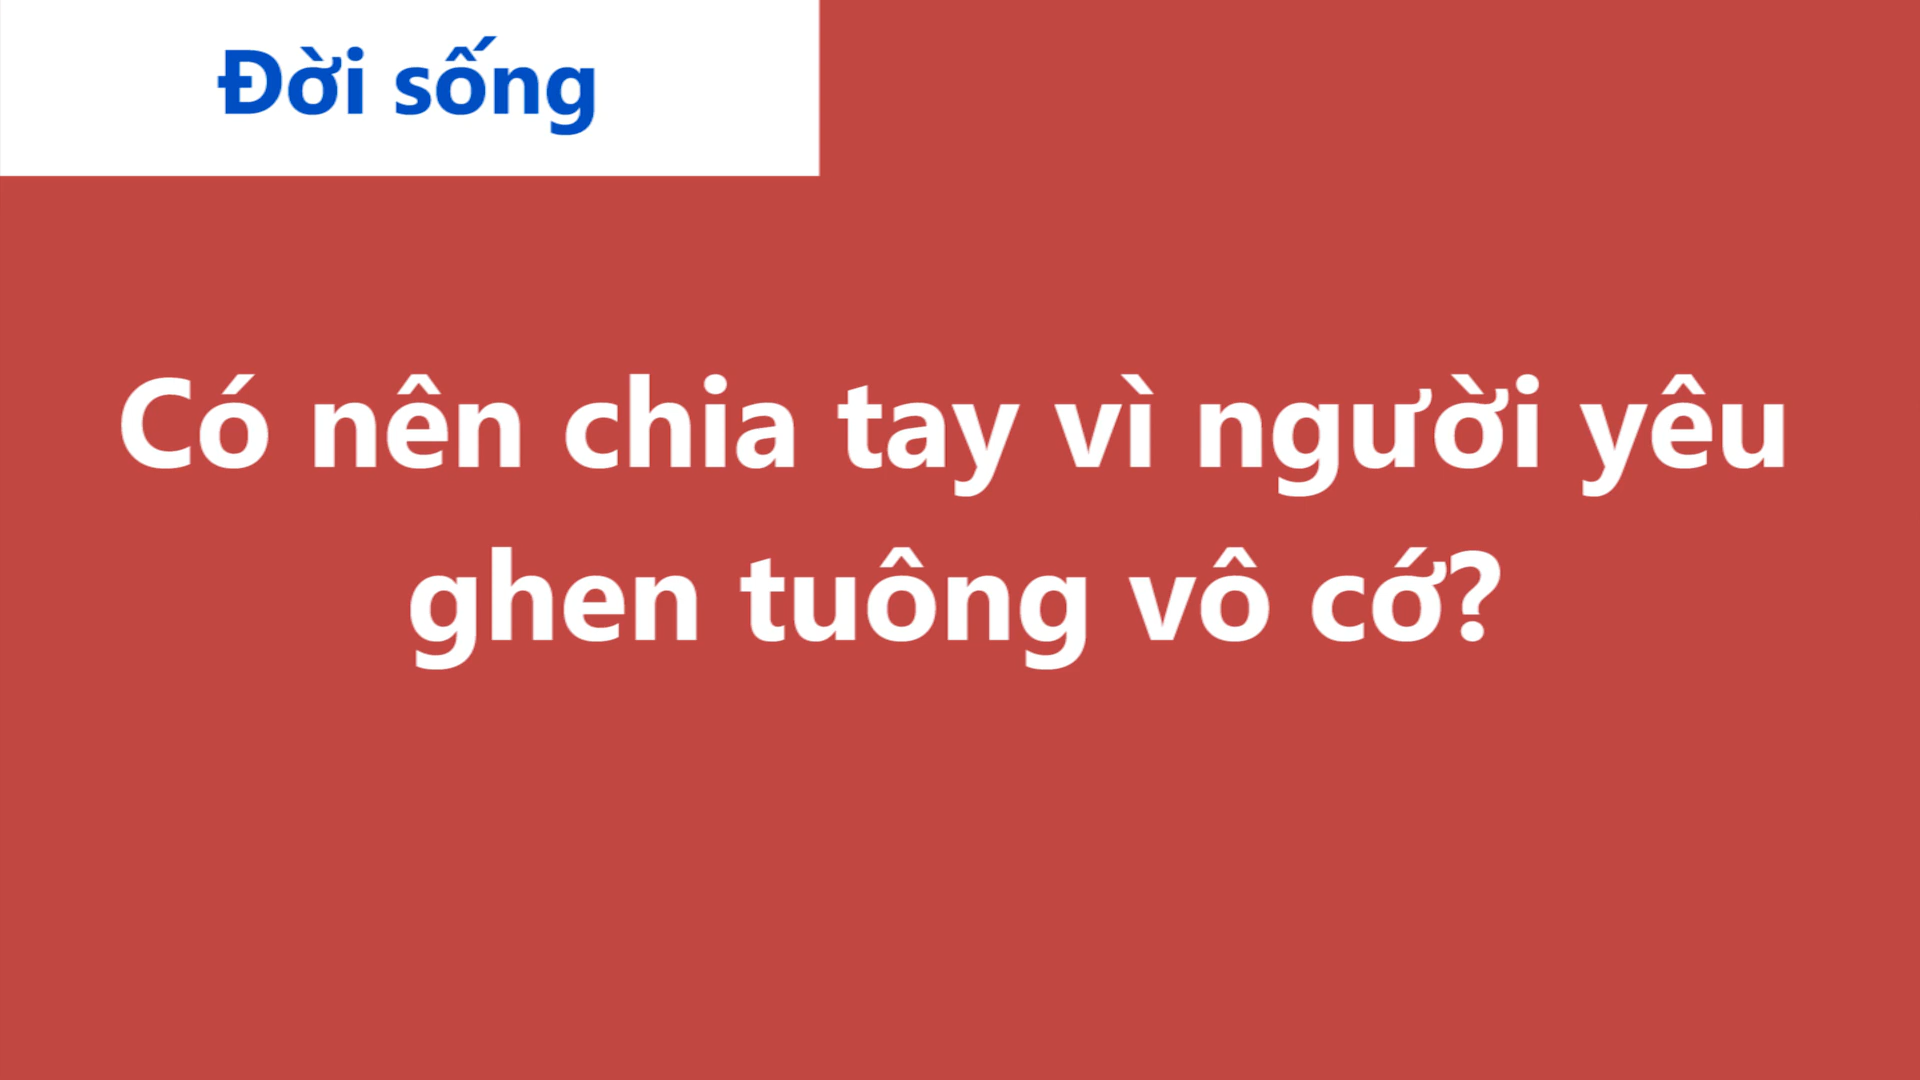 Đời sống
Có nên chia tay vì người yêu
ghen tuông vô cớ?